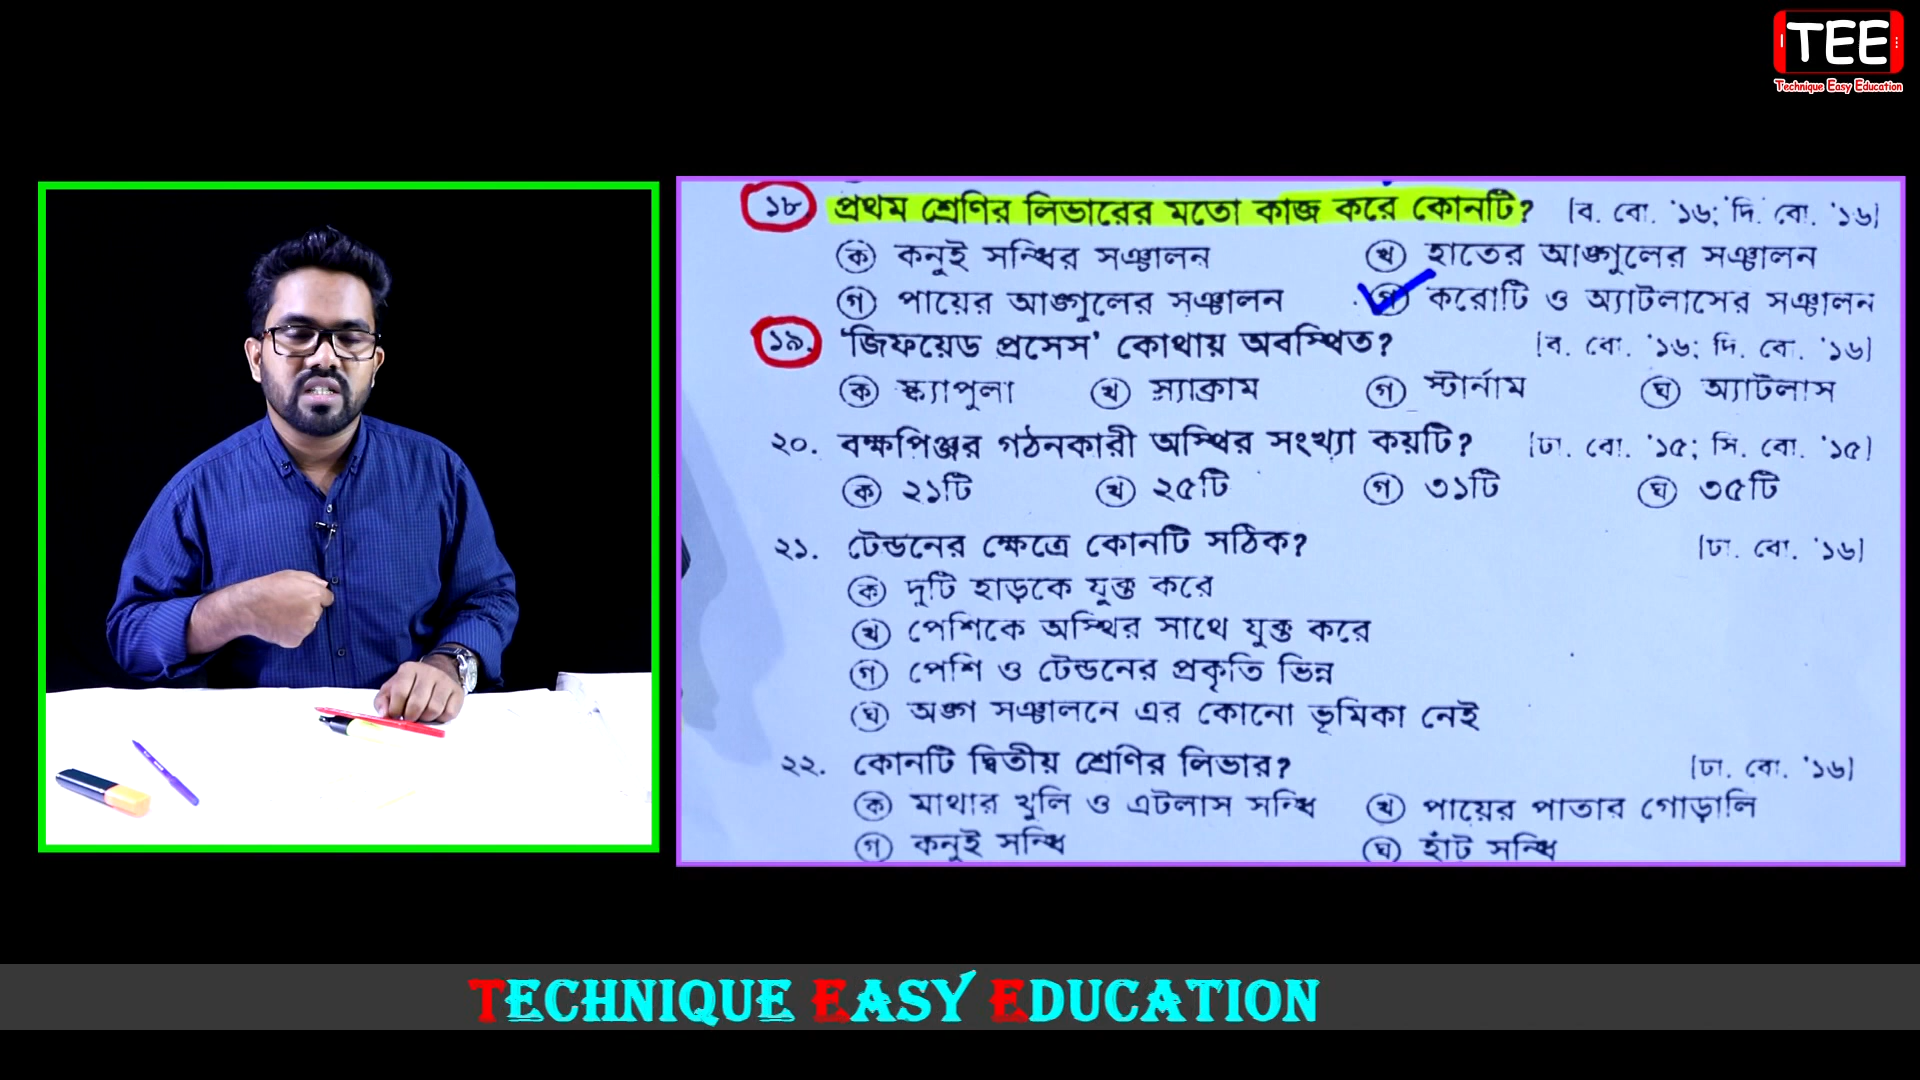 TEE
Technique Easy Education
১৮. প্রথম শ্রেণির লিভারের মতো কাজ করে কোনটি? [ব. বো. '১৬; দি. বো. '১৬]
ক কনুই সন্ধির সঞ্চালন খ হাতের আঙ্গুলের সঞ্চালন
গ পায়ের আঙ্গুলের সঞ্চালন ঘ করোটি ও অ্যাটলাসের সঞ্চালন
১৯. 'জিফয়েড প্রসেস' কোথায় অবস্থিত? [ব. বো. '১৬; দি. বো. '১৬]
ক স্ক্যাপুলা খ স্যাক্রাম গ স্টার্নাম ঘ অ্যাটলাস
২০. বক্ষপিঞ্জর গঠনকারী অস্থির সংখ্যা কয়টি? [ঢা. বো. '১৫; সি. বো. '১৫]
ক ২১টি খ ২৫টি গ ৩১টি ঘ ৩৫টি
২১. টেন্ডনের ক্ষেত্রে কোনটি সঠিক? [ঢা. বো. '১৬]
ক দুটি হাড়কে যুক্ত করে
খ পেশিকে অস্থির সাথে যুক্ত করে
গ পেশি ও টেন্ডনের প্রকৃতি ভিন্ন
ঘ অঙ্গ সঞ্চালনে এর কোনো ভূমিকা নেই
২২. কোনটি দ্বিতীয় শ্রেণির লিভার? [ঢা. বো. '১৬]
ক মাথার খুলি ও এটলাস সন্ধি খ পায়ের পাতার গোড়ালি
গ কনুই সন্ধি ঘ হাঁটু সন্ধি
TECHNIQUE EASY EDUCATION